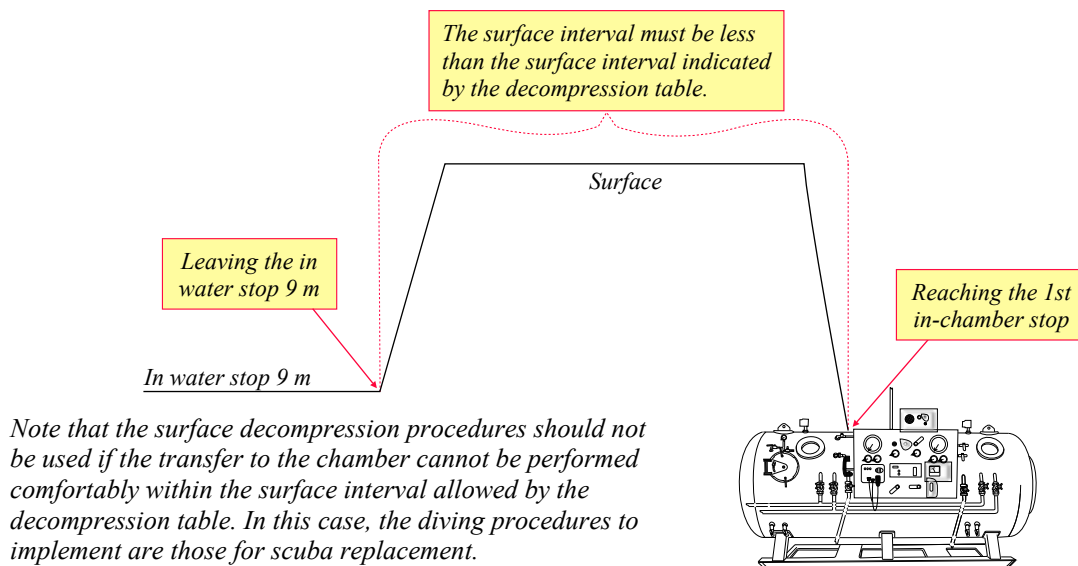 The surface interval must be less
than the surface interval indicated
by the decompression table.
Surface
Leaving the in
water stop 9 m
Reaching the 1st
in-chamber stop
In water stop 9 m
Note that the surface decompression procedures should not
be used if the transfer to the chamber cannot be performed
comfortably within the surface interval allowed by the
decompression table. In this case, the diving procedures to
implement are those for scuba replacement.